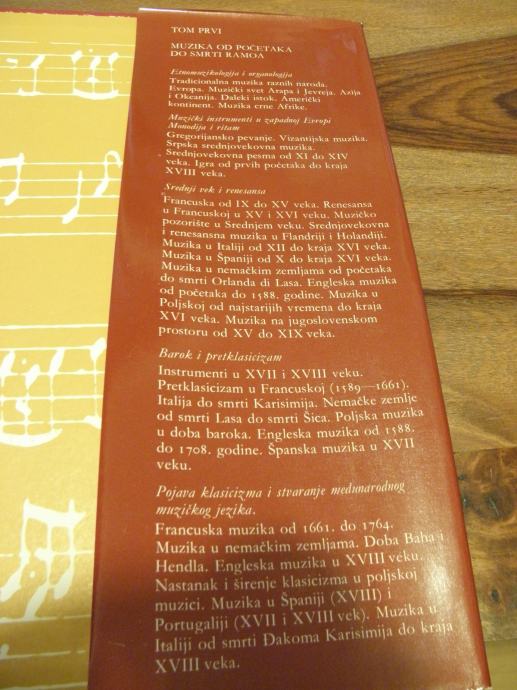 TOM PRVI
MUZIKA OD POČETAKA
DO SMRTI RAMOA
Etnomuzikologija i organologija
Tradicionalna muzika raznih naroda.
Evropa. Muzički svet Arapa i Jevreja. Azija
i Okeanija. Daleki istok. Američki
kontinent. Muzika crne Afrike.
Muzički instrumenti u zapadnoj Evropi
Monodija i ritam
Gregorijansko pevanje. Vizantijska muzika.
Srpska srednjovekovna muzika.
Srednjovekovna pesma od XI do XIV
veka. Igra od prvih početaka do kraja
XVIII veka.
Srednji vek i renesansa
Francuska od IX do XV veka. Renesansa
u Francuskoj u XV i XVI veku. Muzičko
pozorište u Srednjem veku. Srednjovekovna
i renesansna muzika u Flandriji i Holandiji.
Muzika u Italiji od XII do kraja XVI veka.
Muzika u Španiji od X do kraja XVI veka.
Muzika u nemačkim zemljama od početaka
do smrti Orlanda di Lasa. Engleska muzika
od početaka do 1588. godine. Muzika u
Poljskoj od najstarijih vremena do kraja
XVI veka. Muzika na jugoslovenskom
prostoru od XV do XIX veka.
Barok i pretklasicizam
Instrumenti u XVII i XVIII veku.
Pretklasicizam u Francuskoj (1589—1661).
Italija do smrti Karisimija. Nemačke zemlje
od smrti Lasa do smrti Šica. Poljska muzika
u doba baroka. Engleska muzika od 1588.
do 1708. godine. Španska muzika u XVII
veku.
Pojava klasicizma i stvaranje međunarodnog
muzičkog jezika.
Francuska muzika od 1661. do 1764.
Muzika u nemačkim zemljama. Doba Baha i
Hendla. Engleska muzika u XVIII veku.
Nastanak i širenje klasicizma u poljskoj
muzici. Muzika u Španiji (XVIII) i
Portugaliji (XVII i XVIII vek). Muzika u
Italiji od smrti Đakoma Karisimija do kraja
XVIII veka.